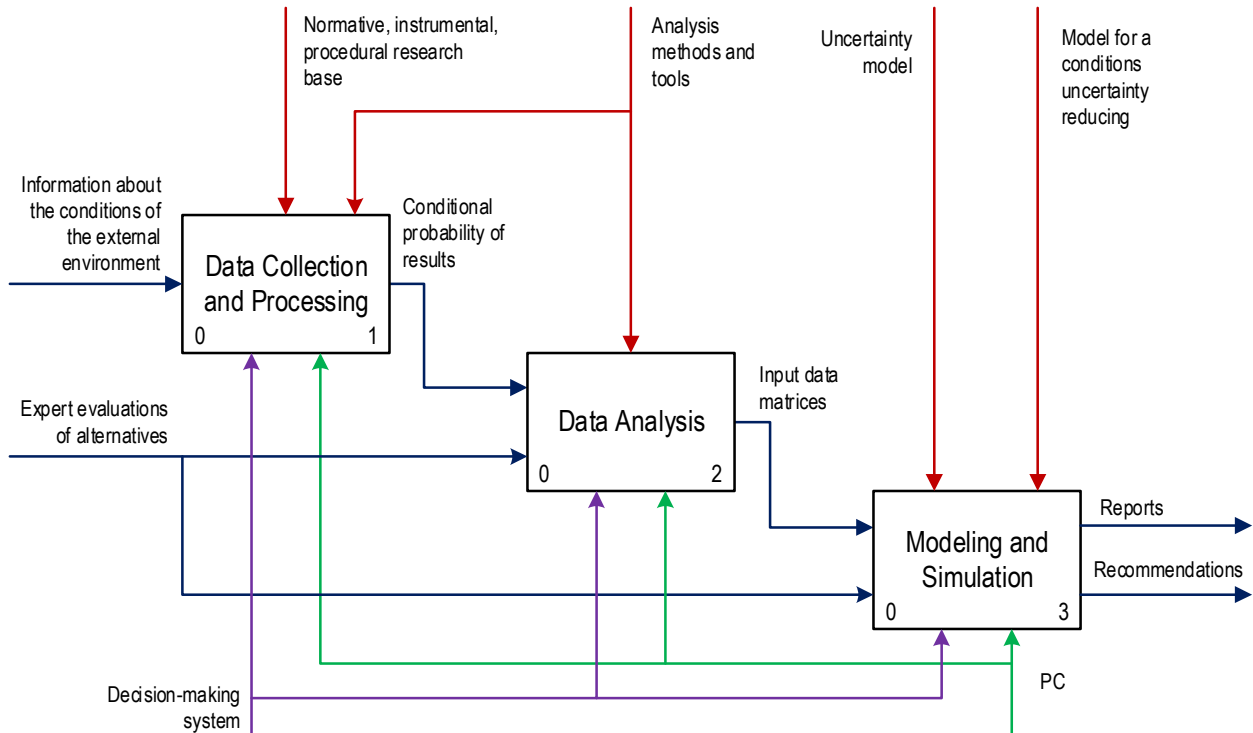 Normative, instrumental,
procedural research
base
Analysis
methods and
tools
Uncertainty
model
Model for a
conditions
uncertainty
reducing
Information about
the conditions of
the external
environment
Conditional
probability of
results
Data Collection
and Processing
0 1
Expert evaluations
of alternatives
Input data
matrices
Data Analysis
0 2
Reports
Modeling and
Simulation
Recommendations
0 3
Decision-making
system
PC